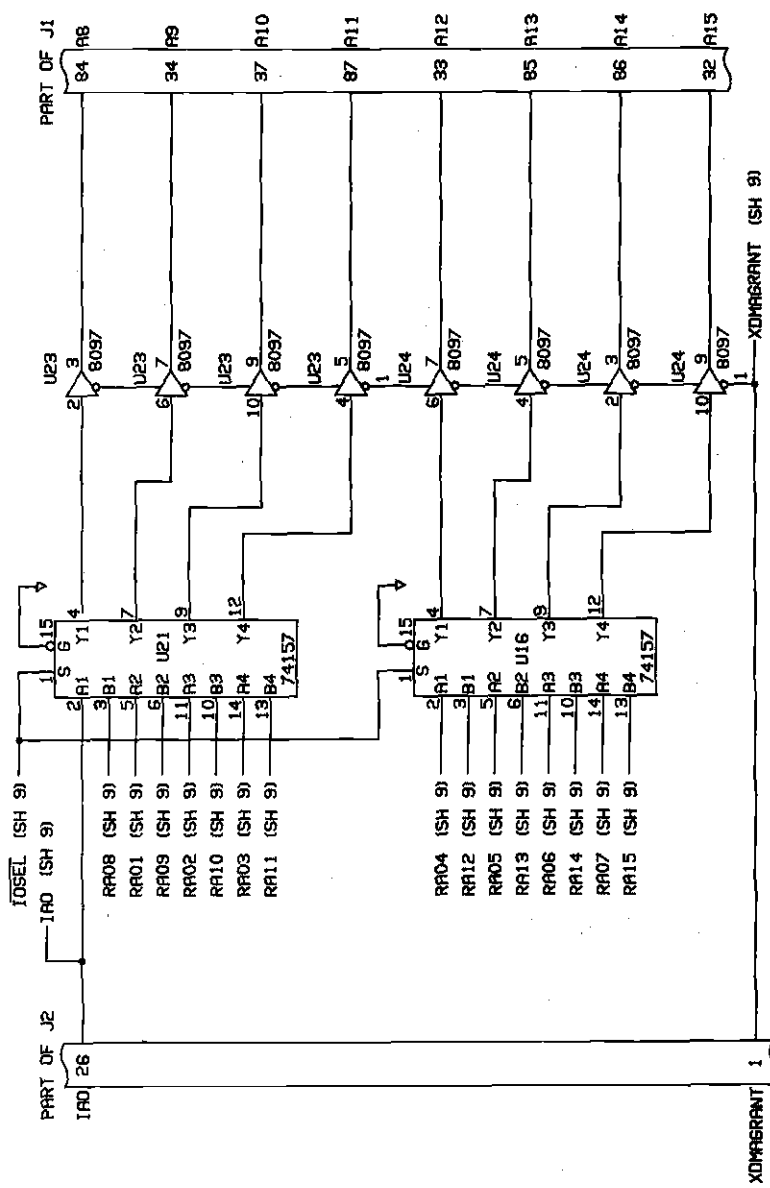 PART OF J1
84 A8
34 A9
37 A10
87 A11
33 A12
85 A13
86 A14
32 A15
U23
2 3
8097
U23
6 7
8097
U23
10 9
8097
U23
4 5
8097
1
U24
6 7
8097
U24
4 5
8097
U24
2 3
8097
U24
10 9
8097
1
XDMAGRANT (SH 9)
IOSEL (SH 9)
IA0 (SH 9)
RA08 (SH 9)
RA01 (SH 9)
RA09 (SH 9)
RA02 (SH 9)
RA10 (SH 9)
RA03 (SH 9)
RA11 (SH 9)
1 S
G 15
2 A1
3 B1
5 A2
6 B2
11 A3
10 B3
14 A4
13 B4
Y1 4
Y2 7
Y3 9
Y4 12
U21
74157
RA04 (SH 9)
RA12 (SH 9)
RA05 (SH 9)
RA13 (SH 9)
RA06 (SH 9)
RA14 (SH 9)
RA07 (SH 9)
RA15 (SH 9)
1 S
G 15
2 A1
3 B1
5 A2
6 B2
11 A3
10 B3
14 A4
13 B4
Y1 4
Y2 7
Y3 9
Y4 12
U16
74157
PART OF J2
IA0 26
XDMAGRANT 1